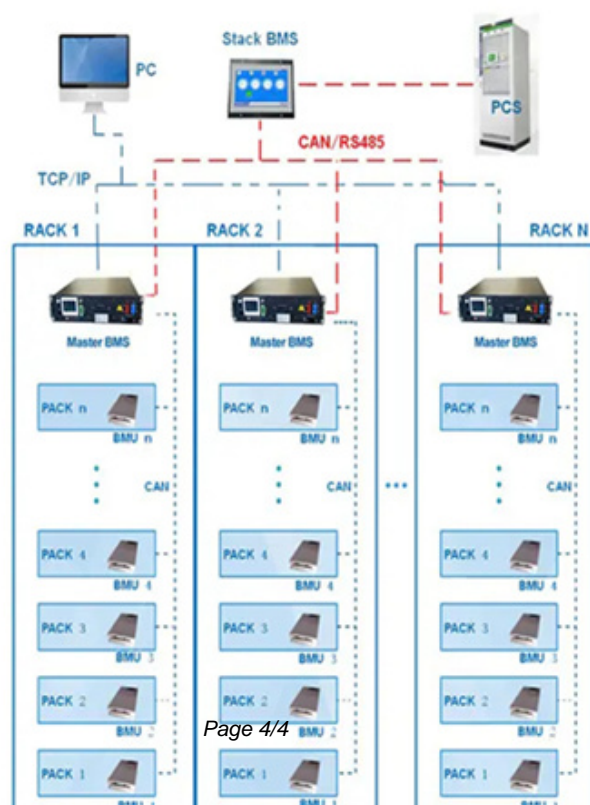 Stack BMS
PC
PCS
CAN/RS485
TCP/IP
RACK 1
RACK 2
RACK N
Master BMS
Master BMS
Master BMS
PACK n
PACK n
PACK n
BMU n
BMU n
BMU n
CAN
CAN
...
CAN
PACK 4
PACK 4
PACK 4
BMU 4
BMU 4
BMU 4
PACK 3
PACK 3
PACK 3
BMU 3
BMU 3
BMU 3
PACK 2
PACK 2
PACK 2
BMU 2
Page 4/4
BMU 2
BMU 2
PACK 1
PACK 1
PACK 1